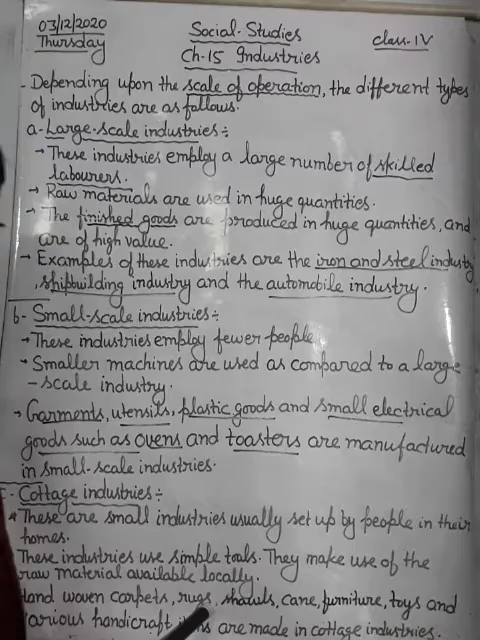 03/12/2020 Social-Studies class-IV
Thursday
Ch-15 Industries
- Depending upon the scale of operation, the different types
of industries are as follows:
a- Large-scale industries:-
→ These industries employ a large number of skilled
labourers.
→ Raw materials are used in huge quantities.
→ The finished goods are produced in huge quantities, and
are of high value.
→ Examples of these industries are the iron and steel industry
, shipbuilding industry and the automobile industry.
b- Small-scale industries:-
→ These industries employ fewer people
→ Smaller machines are used as compared to a large
-scale industry.
→ Garments, utensils, plastic goods and small electrical
goods such as ovens and toasters are manufactured
in small-scale industries.
- Cottage industries:-
→ These are small industries usually set up by people in their
homes.
These industries use simple tools. They make use of the
raw material available locally.
Hand woven carpets, rugs, shawls, cane, furniture, toys and
various handicraft are made in cottage industries.